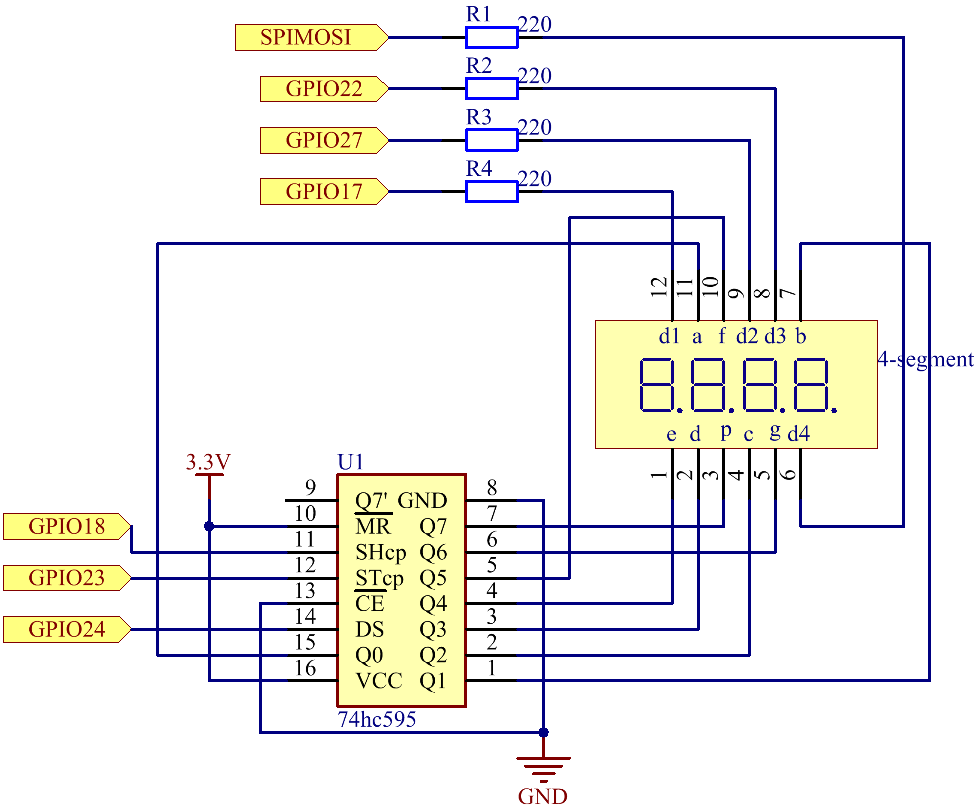 R1
SPIMOSI
220
R2
GPIO22
220
R3
GPIO27
220
R4
GPIO17
220
12 11 10 9 8 7
d1 a f d2 d3 b
4-segment
e d p c g d4
1 2 3 4 5 6
3.3V
U1
9 Q7' GND 8
10 MR Q7 7
GPIO18
11 SHcp Q6 6
12 STcp Q5 5
GPIO23
13 CE Q4 4
14 DS Q3 3
GPIO24
15 Q0 Q2 2
16 VCC Q1 1
74hc595
GND